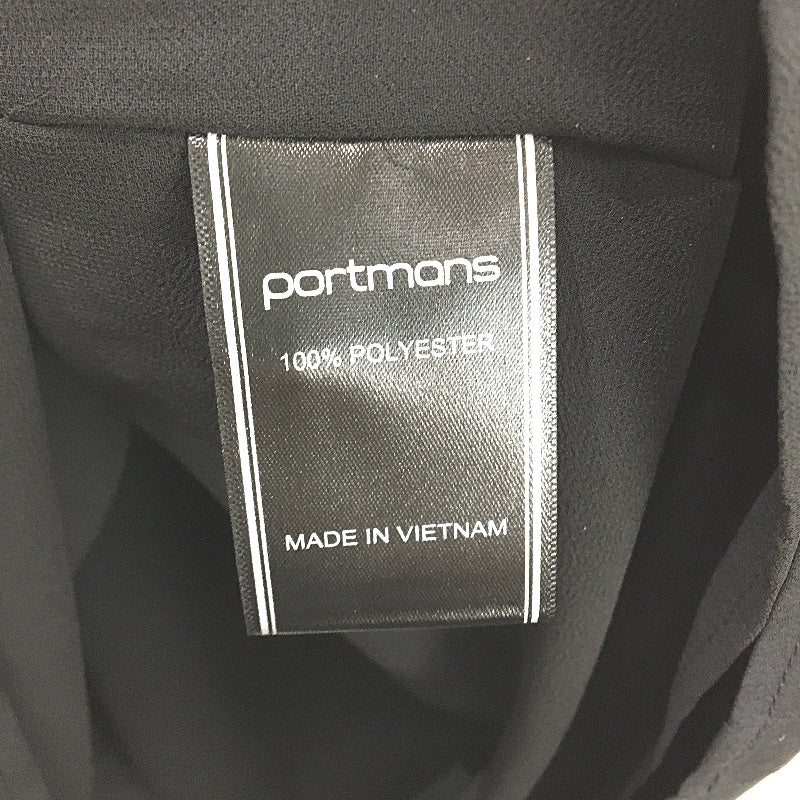 portmans
100% POLYESTER
MADE IN VIETNAM